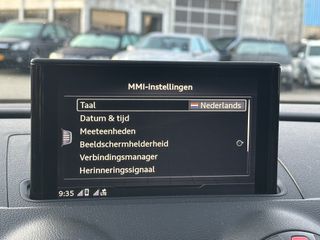 MMI-instellingen
Taal Nederlands
Datum & tijd
Meeteenheden
Beeldschermhelderheid
Verbindingsmanager
Herinneringssignaal
9:35